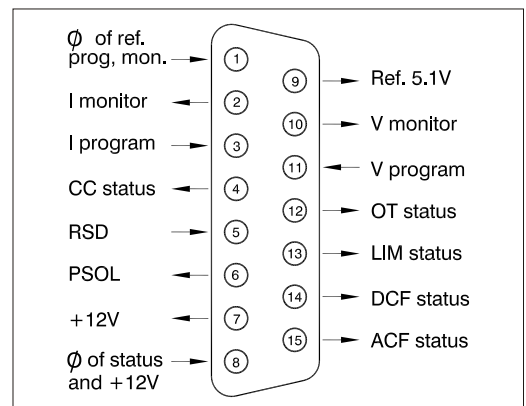 ϕ of ref.
prog, mon.
1
I monitor
2
I program
3
CC status
4
RSD
5
PSOL
6
+12V
7
ϕ of status
and +12V
8
9
Ref. 5.1V
10
V monitor
11
V program
12
OT status
13
LIM status
14
DCF status
15
ACF status